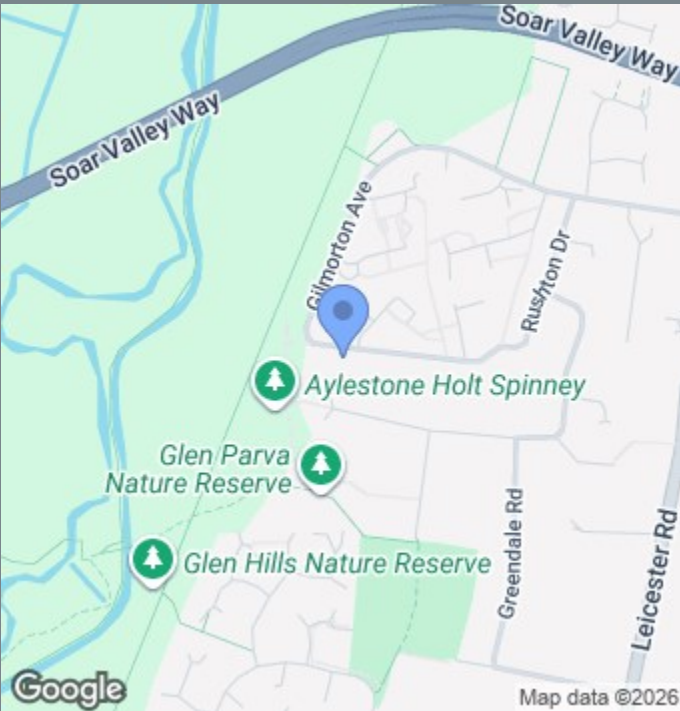 Soar Valley Way
Soar Valley Way
Gilmorton Ave
Rushton Dr
Aylestone Holt Spinney
Glen Parva
Nature Reserve
Greendale Rd
Leicester Rd
Glen Hills Nature Reserve
Google
Map data ©2026